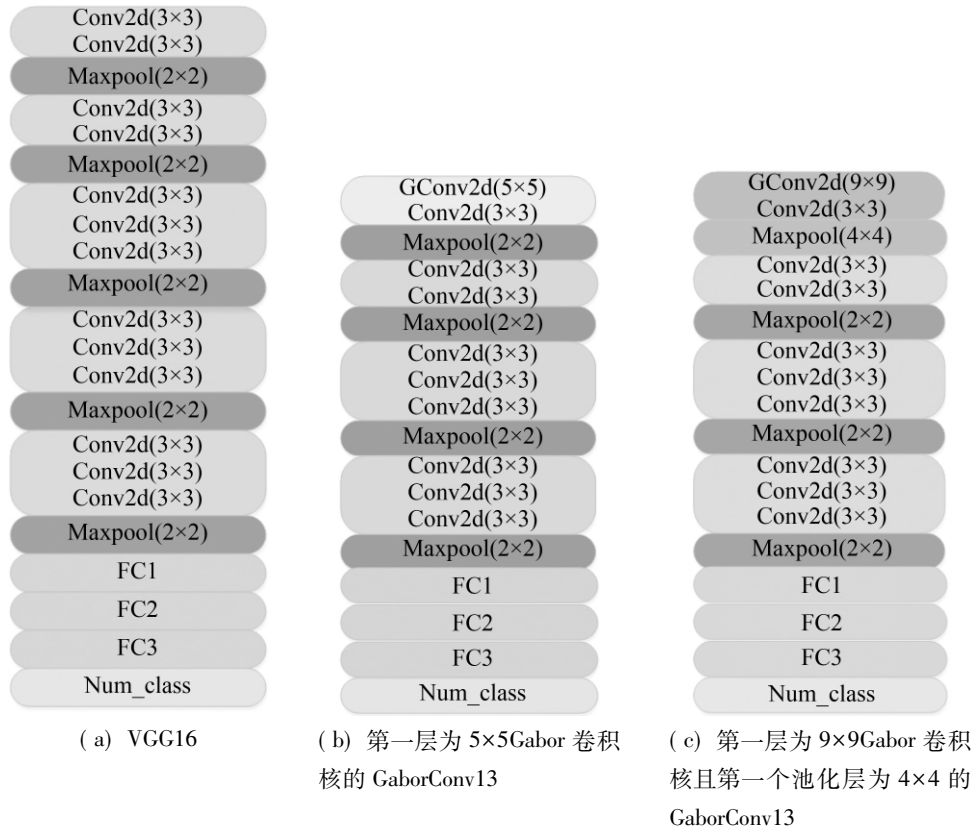 Conv2d(3×3)
Conv2d(3×3)
Maxpool(2×2)
Conv2d(3×3)
Conv2d(3×3)
Maxpool(2×2)
Conv2d(3×3)
Conv2d(3×3)
Conv2d(3×3)
Maxpool(2×2)
Conv2d(3×3)
Conv2d(3×3)
Conv2d(3×3)
Maxpool(2×2)
Conv2d(3×3)
Conv2d(3×3)
Conv2d(3×3)
Maxpool(2×2)
FC1
FC2
FC3
Num_class
( a) VGG16
GConv2d(5×5)
Conv2d(3×3)
Maxpool(2×2)
Conv2d(3×3)
Conv2d(3×3)
Maxpool(2×2)
Conv2d(3×3)
Conv2d(3×3)
Conv2d(3×3)
Maxpool(2×2)
Conv2d(3×3)
Conv2d(3×3)
Conv2d(3×3)
Maxpool(2×2)
FC1
FC2
FC3
Num_class
( b) 第一层为 5×5Gabor 卷积
核的 GaborConv13
GConv2d(9×9)
Conv2d(3×3)
Maxpool(4×4)
Conv2d(3×3)
Conv2d(3×3)
Maxpool(2×2)
Conv2d(3×3)
Conv2d(3×3)
Conv2d(3×3)
Maxpool(2×2)
Conv2d(3×3)
Conv2d(3×3)
Conv2d(3×3)
Maxpool(2×2)
FC1
FC2
FC3
Num_class
( c) 第一层为 9×9Gabor 卷积
核且第一个池化层为 4×4 的
GaborConv13